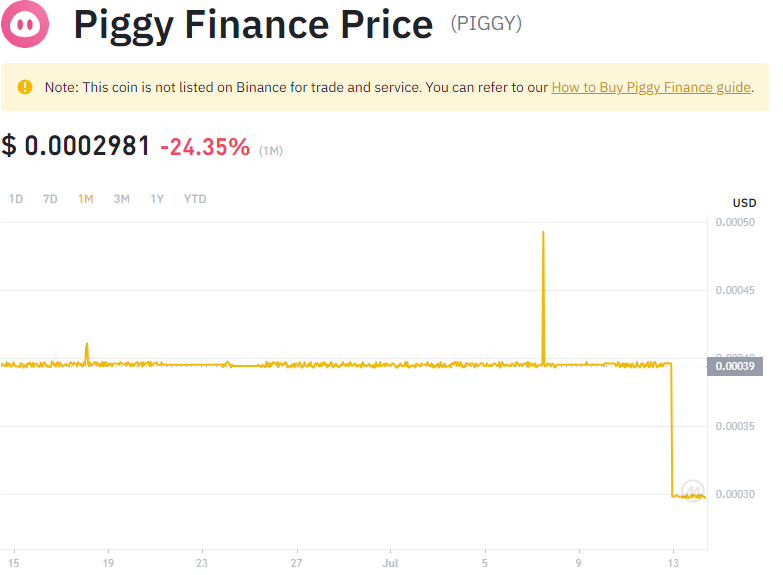 Piggy Finance Price (PIGGY)
Note: This coin is not listed on Binance for trade and service. You can refer to our How to Buy Piggy Finance guide.
$ 0.0002981 -24.35% (1M)
1D 7D 1M 3M 1Y YTD
USD
0.00050
0.00045
0.00039
0.00035
0.00030
15 19 23 27 Jul 5 9 13